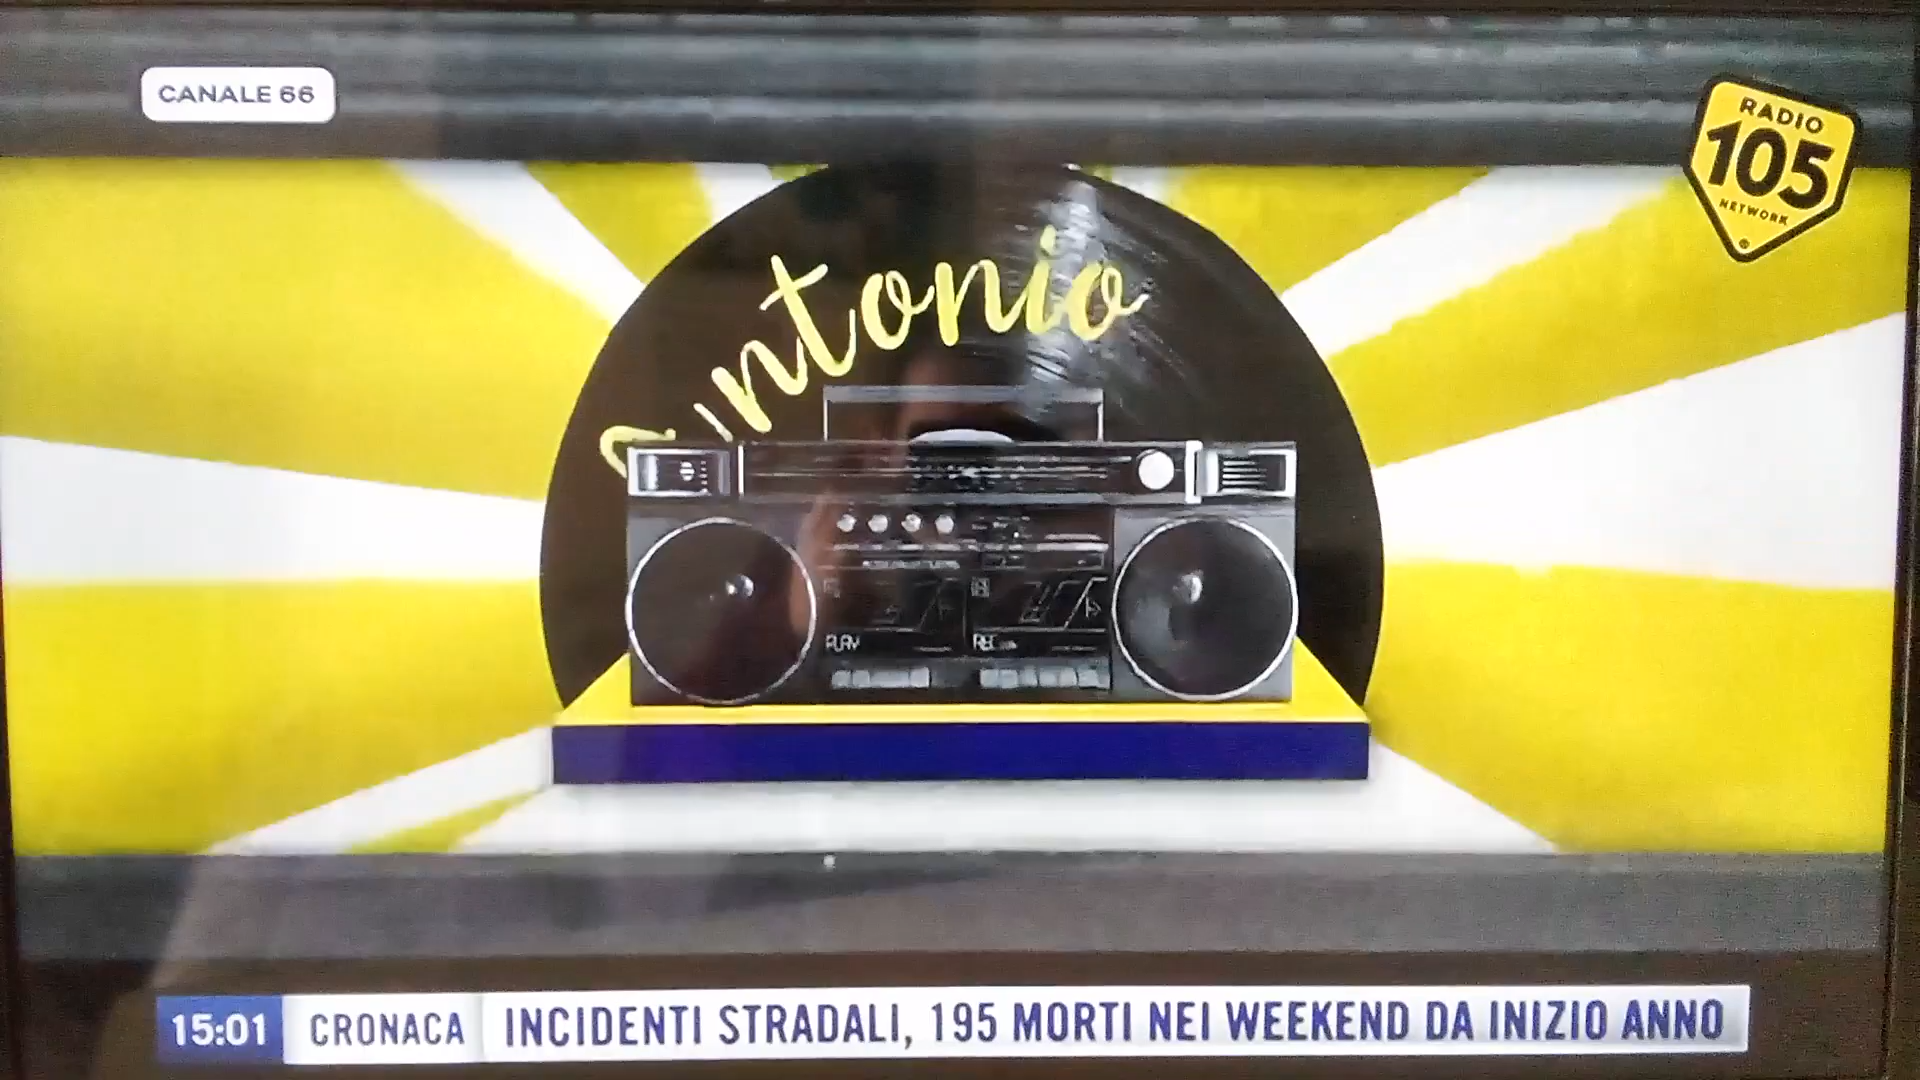 CANALE 66
RADIO
105
NETWORK
PLAY
REC
15:01 CRONACA INCIDENTI STRADALI, 195 MORTI NEI WEEKEND DA INIZIO ANNO